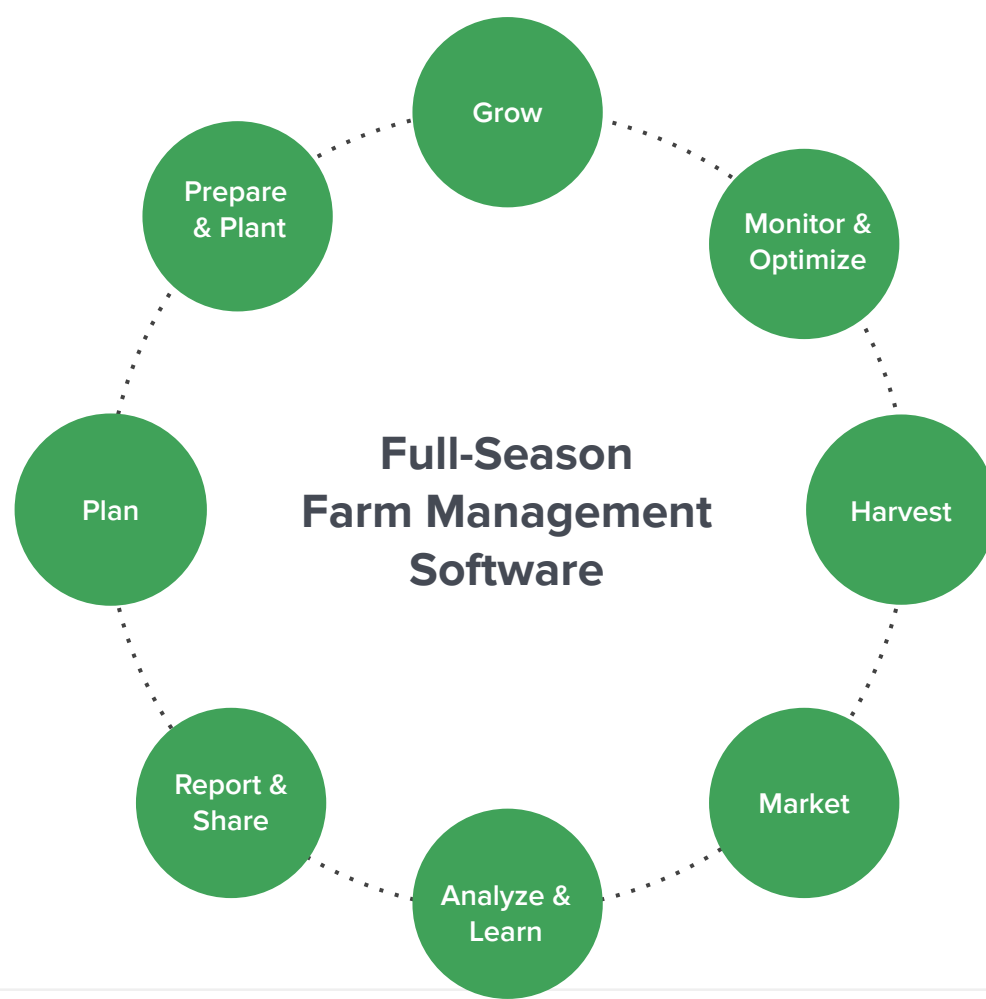 Grow
Prepare
& Plant
Monitor &
Optimize
Full-Season
Farm Management
Software
Plan
Harvest
Report &
Share
Market
Analyze &
Learn